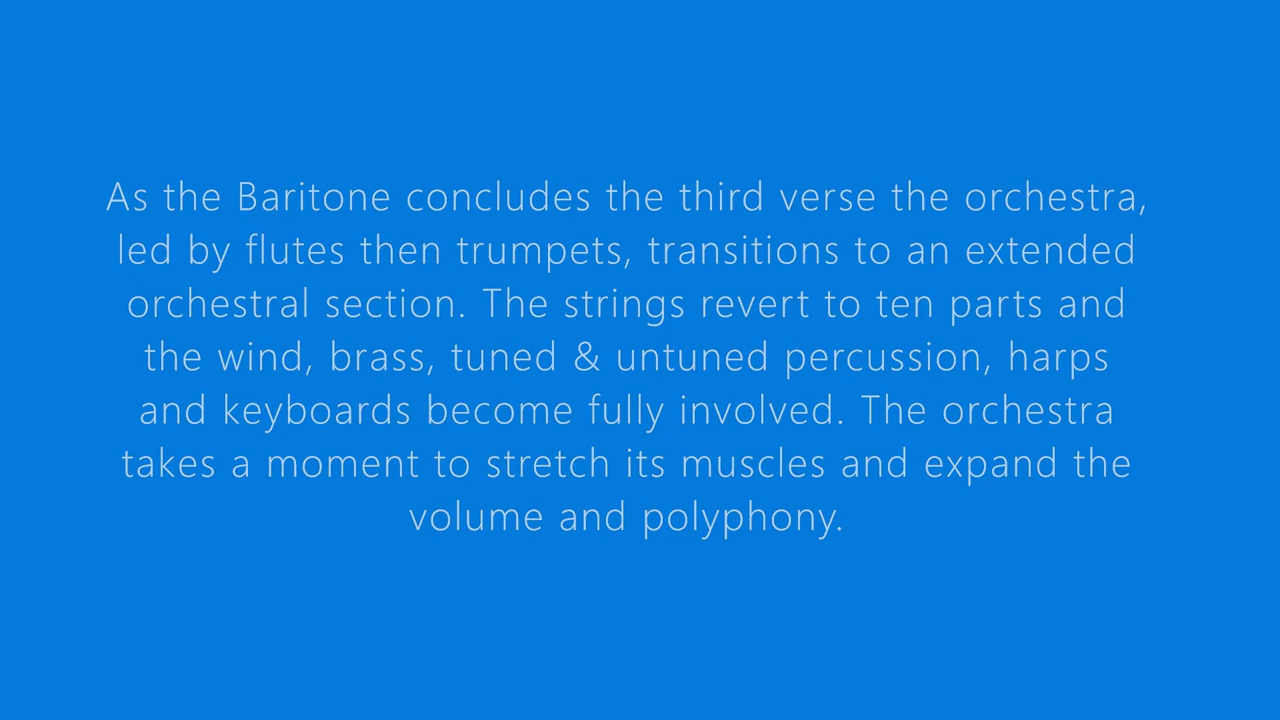 As the Baritone concludes the third verse the orchestra,
led by flutes then trumpets, transitions to an extended
orchestral section. The strings revert to ten parts and
the wind, brass, tuned & untuned percussion, harps
and keyboards become fully involved. The orchestra
takes a moment to stretch its muscles and expand the
volume and polyphony.